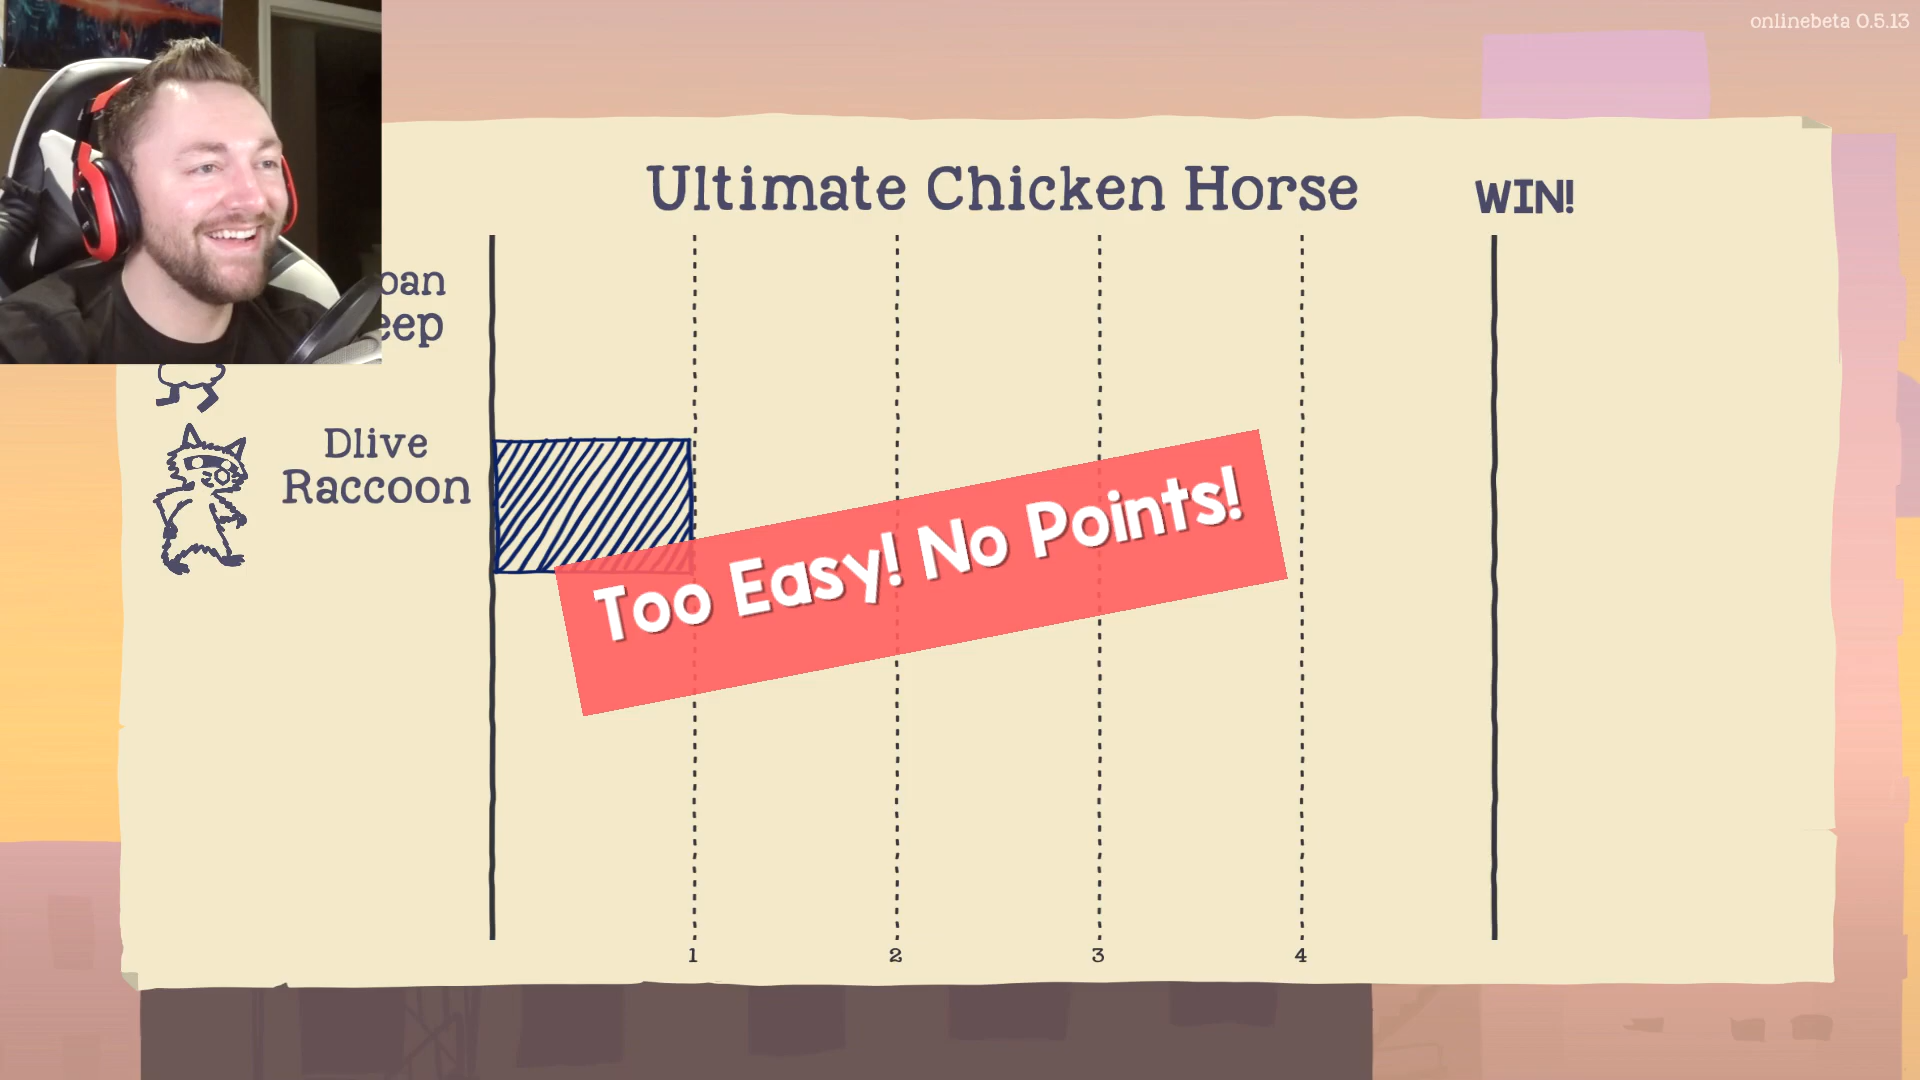 onlinebeta 0.5.13
Ultimate Chicken Horse
WIN!
Dlive
Raccoon
Too Easy! No Points!
1 2 3 4